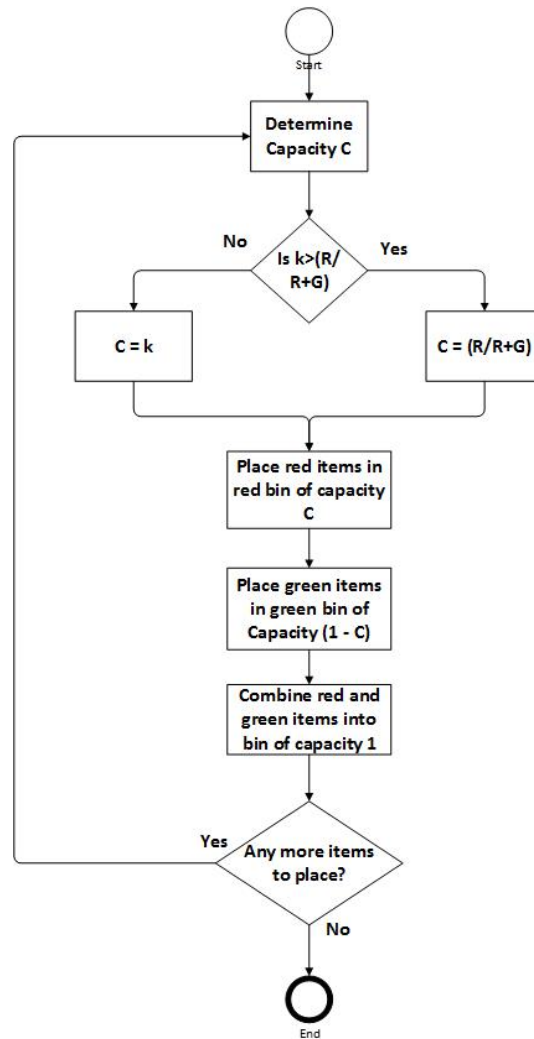 Start
Determine
Capacity C
No
Is k>(R/
R+G)
Yes
C = k
C = (R/R+G)
Place red items in
red bin of capacity
C
Place green items
in green bin of
Capacity (1 - C)
Combine red and
green items into
bin of capacity 1
Yes
Any more items
to place?
No
End